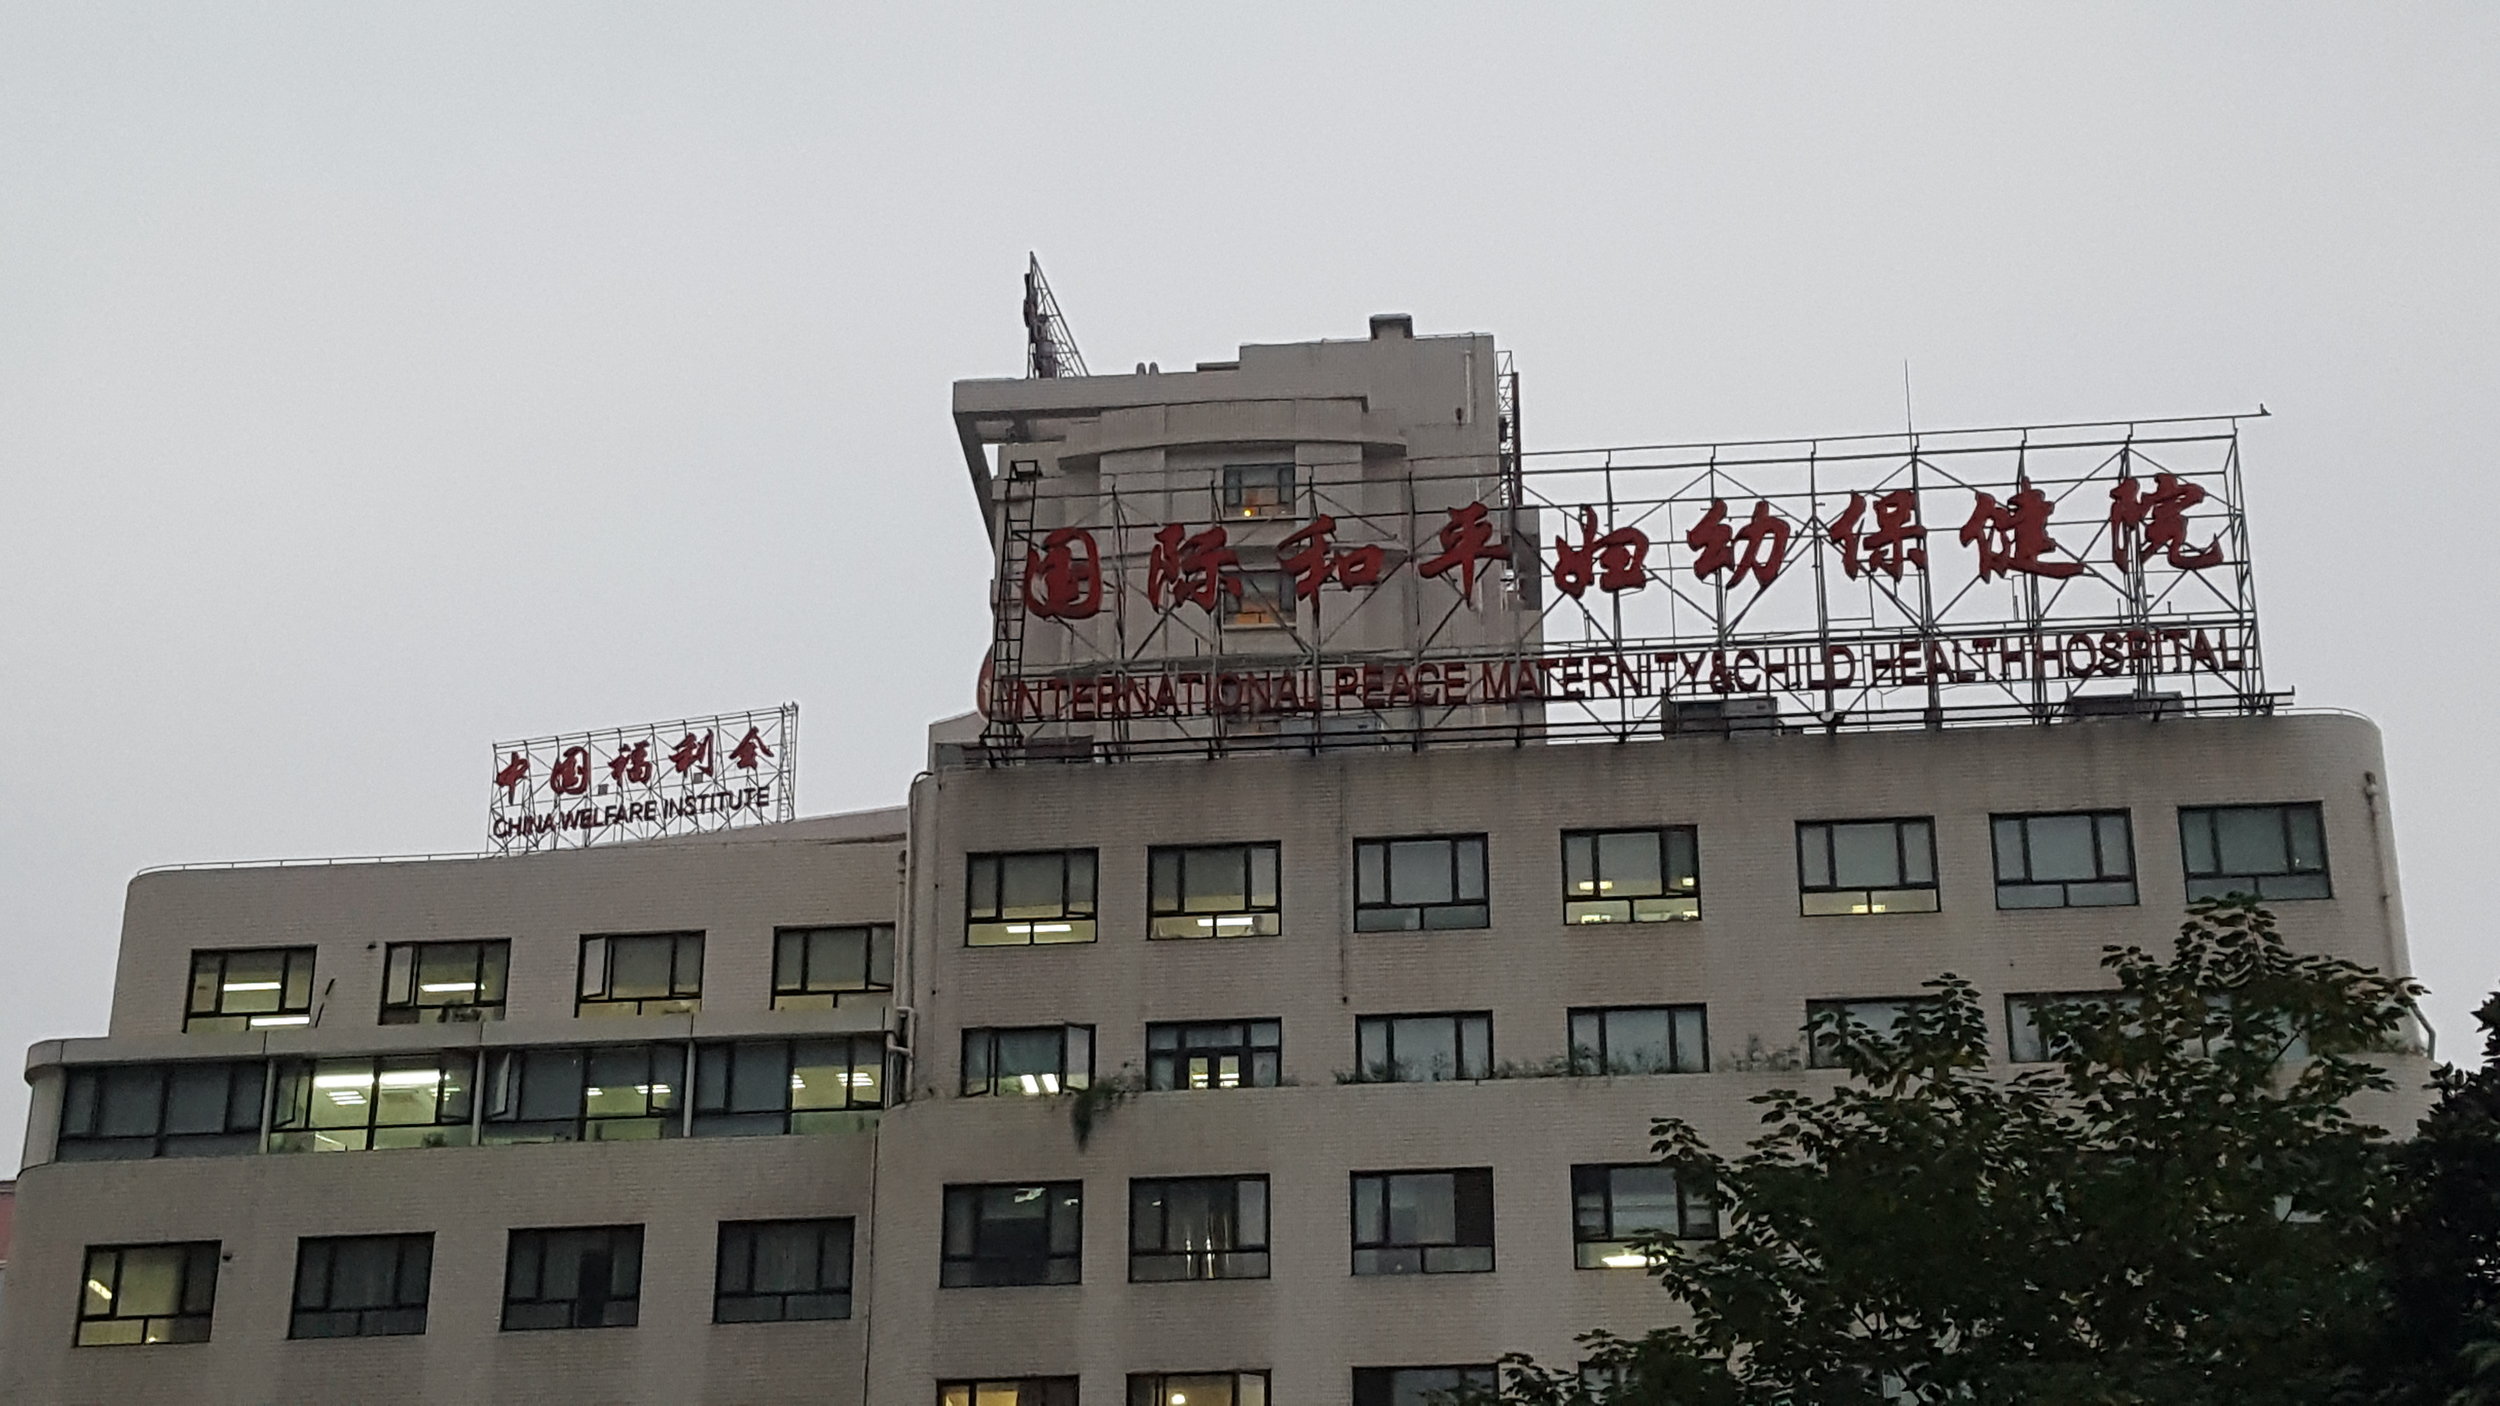 中国福利会
CHINA WELFARE INSTITUTE
国际和平妇幼保健院
INTERNATIONAL PEACE MATERNITY&CHILD HEALTH HOSPITAL